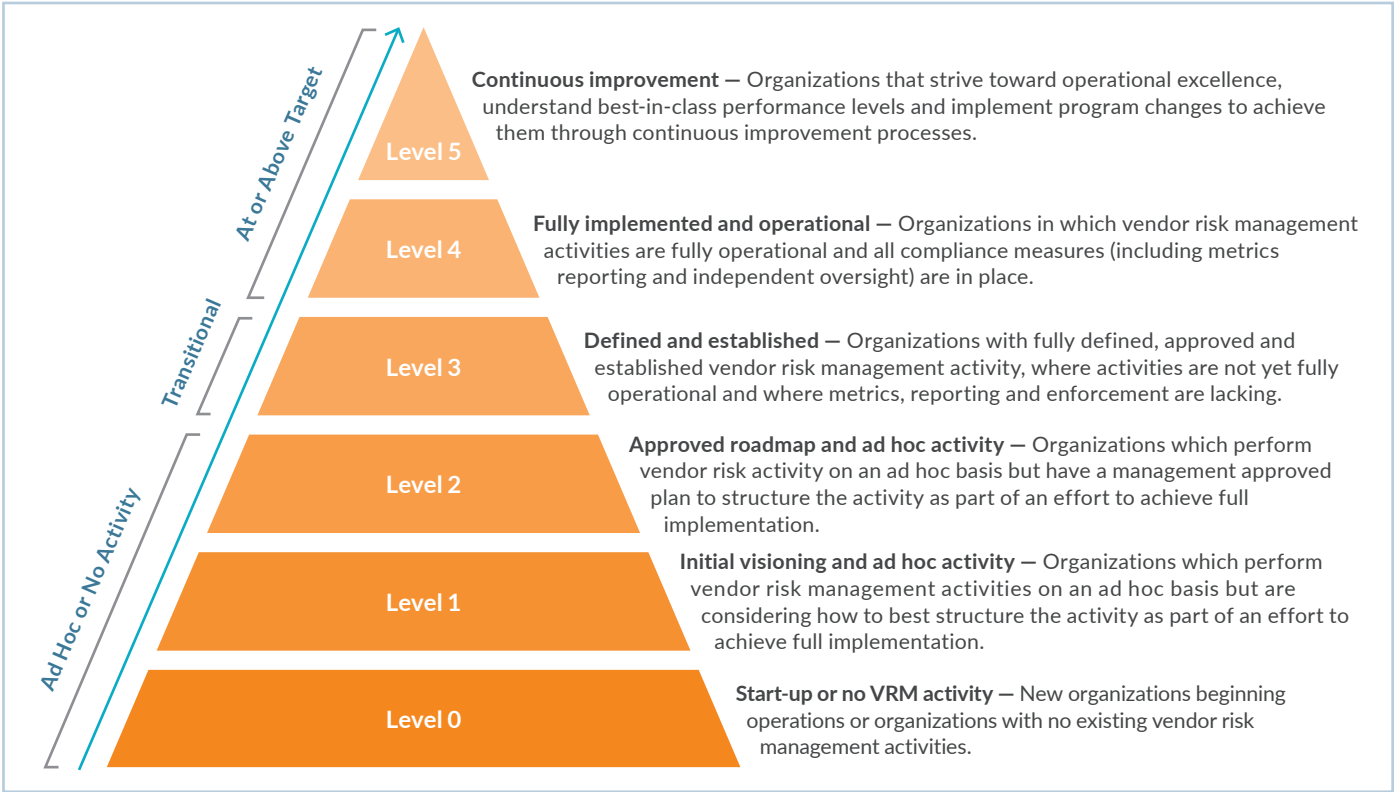 At or Above Target
Transitional
Ad Hoc or No Activity
Level 5
Continuous improvement — Organizations that strive toward operational excellence,
understand best-in-class performance levels and implement program changes to achieve
them through continuous improvement processes.
Level 4
Fully implemented and operational — Organizations in which vendor risk management
activities are fully operational and all compliance measures (including metrics
reporting and independent oversight) are in place.
Level 3
Defined and established — Organizations with fully defined, approved and
established vendor risk management activity, where activities are not yet fully
operational and where metrics, reporting and enforcement are lacking.
Level 2
Approved roadmap and ad hoc activity — Organizations which perform
vendor risk activity on an ad hoc basis but have a management approved
plan to structure the activity as part of an effort to achieve full
implementation.
Level 1
Initial visioning and ad hoc activity — Organizations which perform
vendor risk management activities on an ad hoc basis but are
considering how to best structure the activity as part of an effort to
achieve full implementation.
Level 0
Start-up or no VRM activity — New organizations beginning
operations or organizations with no existing vendor risk
management activities.